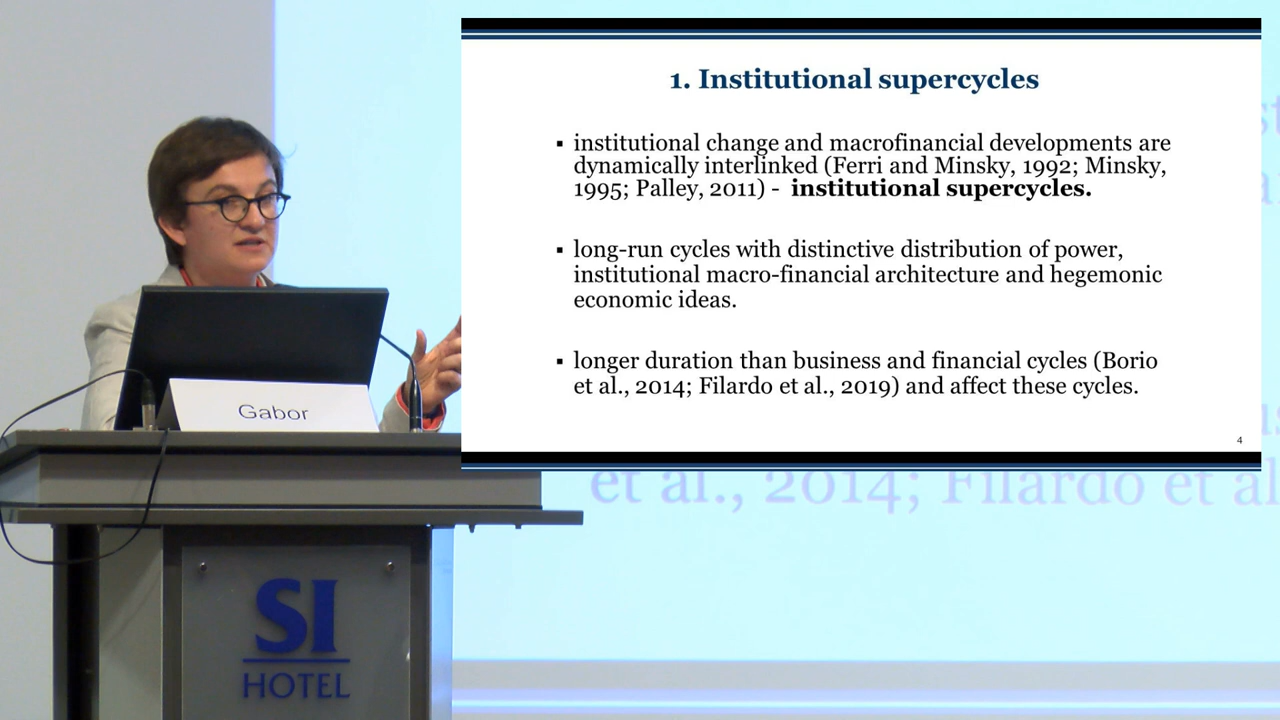 1. Institutional supercycles
▪ institutional change and macrofinancial developments are
dynamically interlinked (Ferri and Minsky, 1992; Minsky,
1995; Palley, 2011) - institutional supercycles.
▪ long-run cycles with distinctive distribution of power,
institutional macro-financial architecture and hegemonic
economic ideas.
▪ longer duration than business and financial cycles (Borio
et al., 2014; Filardo et al., 2019) and affect these cycles.
4
Gabor
et al., 2014; Filardo et al
SI
HOTEL